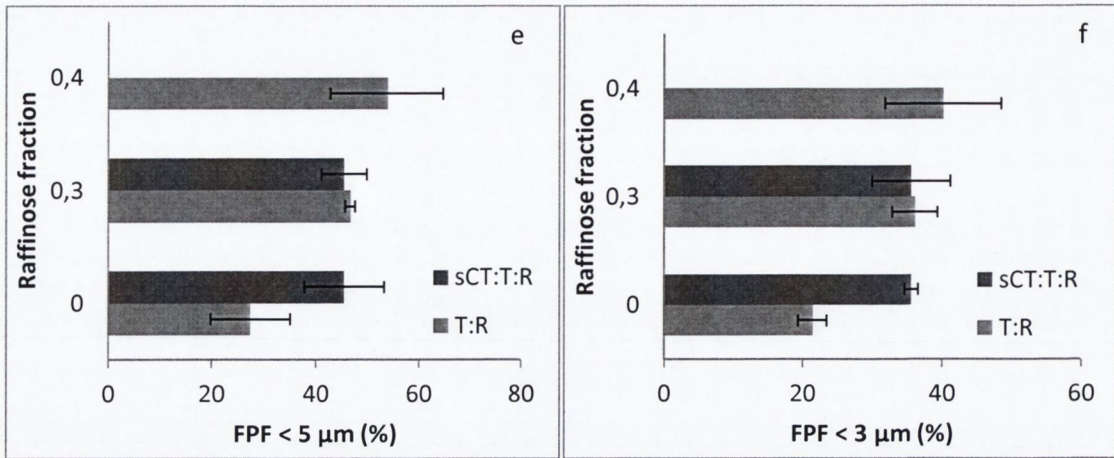 e
Raffinose fraction
0,4
0,3
0
sCT:T:R
T:R
0 20 40 60 80
FPF < 5 µm (%)
f
Raffinose fraction
0,4
0,3
0
sCT:T:R
T:R
0 20 40 60
FPF < 3 µm (%)